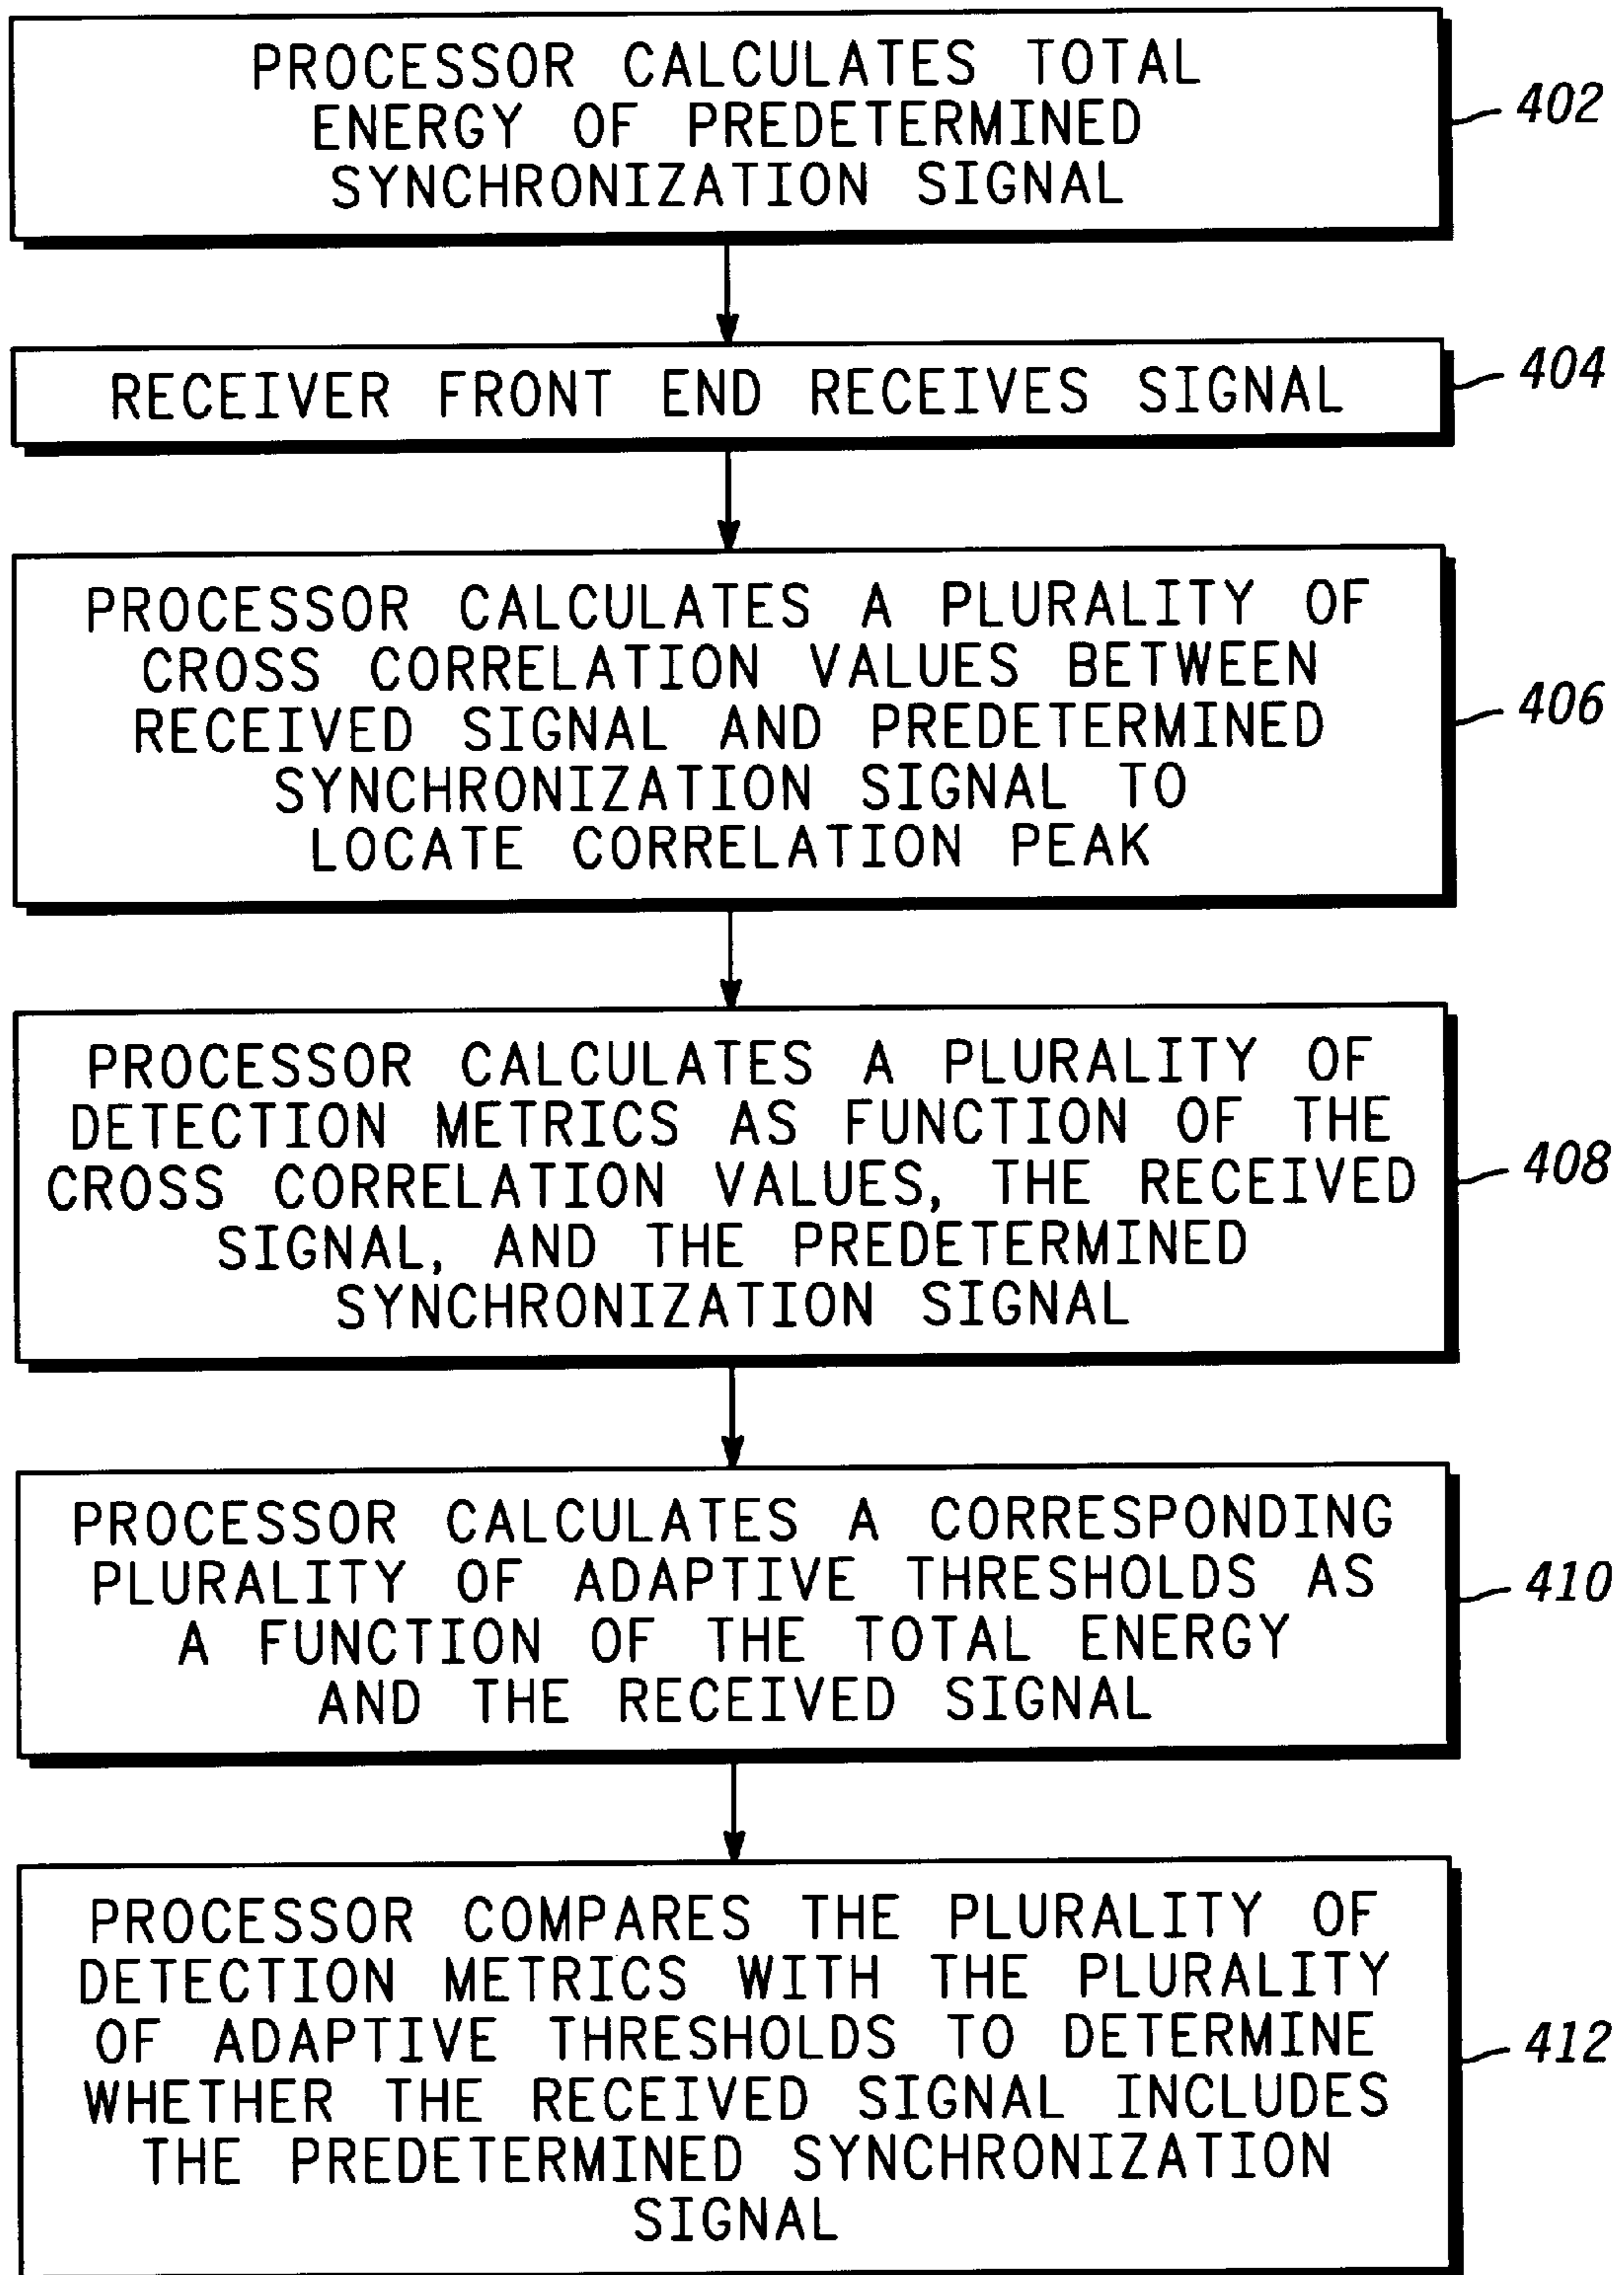 PROCESSOR CALCULATES TOTAL
ENERGY OF PREDETERMINED
SYNCHRONIZATION SIGNAL
402
RECEIVER FRONT END RECEIVES SIGNAL
404
PROCESSOR CALCULATES A PLURALITY OF
CROSS CORRELATION VALUES BETWEEN
RECEIVED SIGNAL AND PREDETERMINED
SYNCHRONIZATION SIGNAL TO
LOCATE CORRELATION PEAK
406
PROCESSOR CALCULATES A PLURALITY OF
DETECTION METRICS AS FUNCTION OF THE
CROSS CORRELATION VALUES, THE RECEIVED
SIGNAL, AND THE PREDETERMINED
SYNCHRONIZATION SIGNAL
408
PROCESSOR CALCULATES A CORRESPONDING
PLURALITY OF ADAPTIVE THRESHOLDS AS
A FUNCTION OF THE TOTAL ENERGY
AND THE RECEIVED SIGNAL
410
PROCESSOR COMPARES THE PLURALITY OF
DETECTION METRICS WITH THE PLURALITY
OF ADAPTIVE THRESHOLDS TO DETERMINE
WHETHER THE RECEIVED SIGNAL INCLUDES
THE PREDETERMINED SYNCHRONIZATION
SIGNAL
412